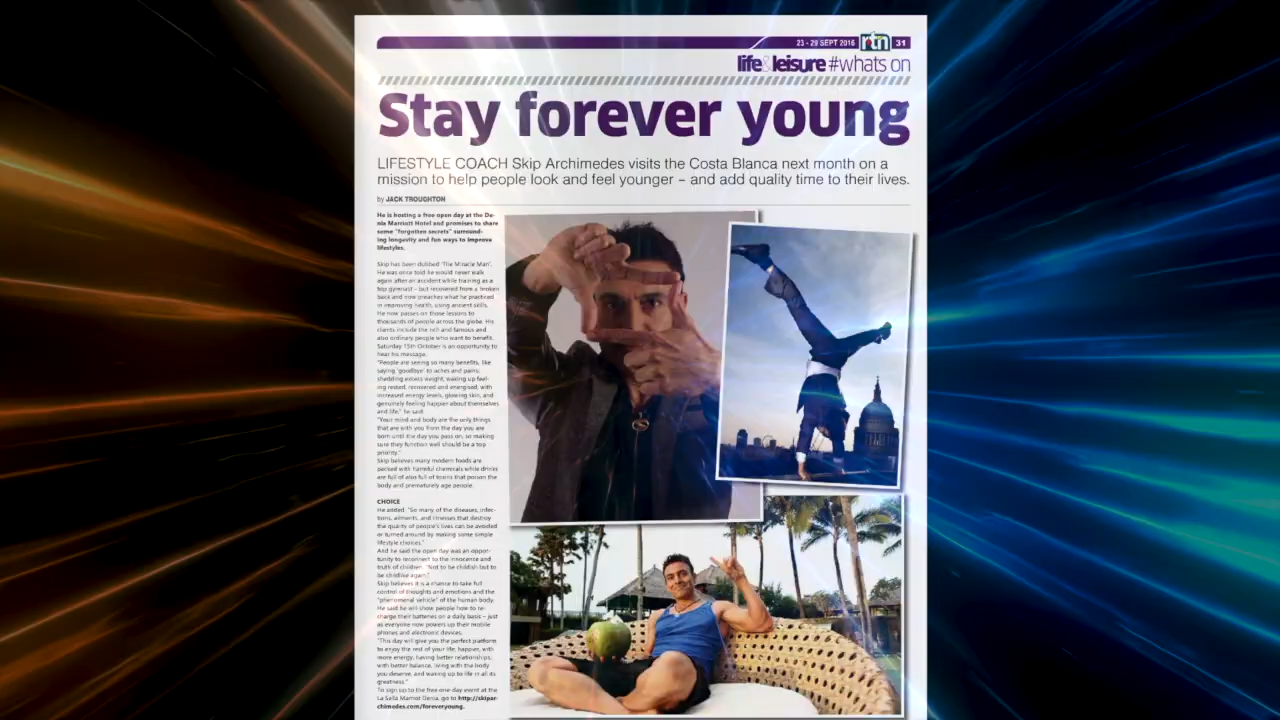 23 - 29 SEPT 2016 rtn 31
life&leisure #whats on
Stay forever young
LIFESTYLE COACH Skip Archimedes visits the Costa Blanca next month on a
mission to help people look and feel younger – and add quality time to their lives.
by JACK TROUGHTON
He is hosting a free open day at the De-
nia Marriott Hotel and promises to share
some "forgotten secrets" surround-
ing longevity and fun ways to improve
lifestyles.
Skip has been dubbed 'The Miracle Man'.
He was once told he would never walk
again after an accident while training as a
top gymnast – but recovered from a broken
back and now preaches what he practiced
in improving health, using ancient skills.
He now passes on those lessons to
thousands of people across the globe. His
clients include the rich and famous and
also ordinary people who want to benefit.
Saturday 15th October is an opportunity to
hear his message.
"People are seeing so many benefits, like
saying 'goodbye' to aches and pains,
shedding excess weight, waking up feel-
ing rested, recovered and energised, with
increased energy levels, glowing skin, and
genuinely feeling happier about themselves
and life," he said.
"Your mind and body are the only things
that are with you from the day you are
born until the day you pass on, so making
sure they function well should be a top
priority."
Skip believes many modern foods are
packed with harmful chemicals while drinks
are full of also full of toxins that poison the
body and prematurely age people.
CHOICE
He added: "So many of the diseases, infec-
tions, ailments, and illnesses that destroy
the quality of people's lives can be avoided
or turned around by making some simple
lifestyle choices."
And he said the open day was an oppor-
tunity to reconnect to the innocence and
truth of children. "Not to be childish but to
be childlike again."
Skip believes it is a chance to take full
control of thoughts and emotions and the
"phenomenal vehicle" of the human body.
He said he will show people how to re-
charge their batteries on a daily basis – just
as everyone now powers up their mobile
phones and electronic devices.
"This day will give you the perfect platform
to enjoy the rest of your life, happier, with
more energy, having better relationships,
with better balance, living with the body
you deserve, and waking up to life in all its
greatness."
To sign up to the free one-day event at the
La Sella Marriot Denia, go to http://skipar-
chimedes.com/foreveryoung.